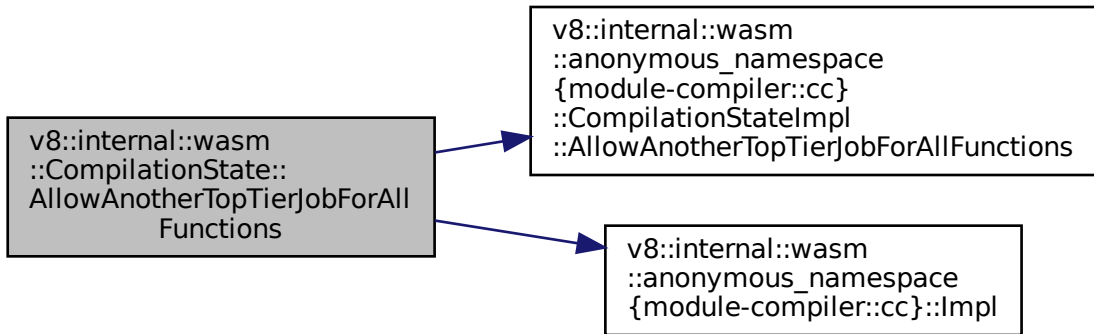 v8::internal::wasm
::CompilationState::
AllowAnotherTopTierJobForAll
Functions
v8::internal::wasm
::anonymous_namespace
{module-compiler::cc}
::CompilationStateImpl
::AllowAnotherTopTierJobForAllFunctions
v8::internal::wasm
::anonymous_namespace
{module-compiler::cc}::Impl